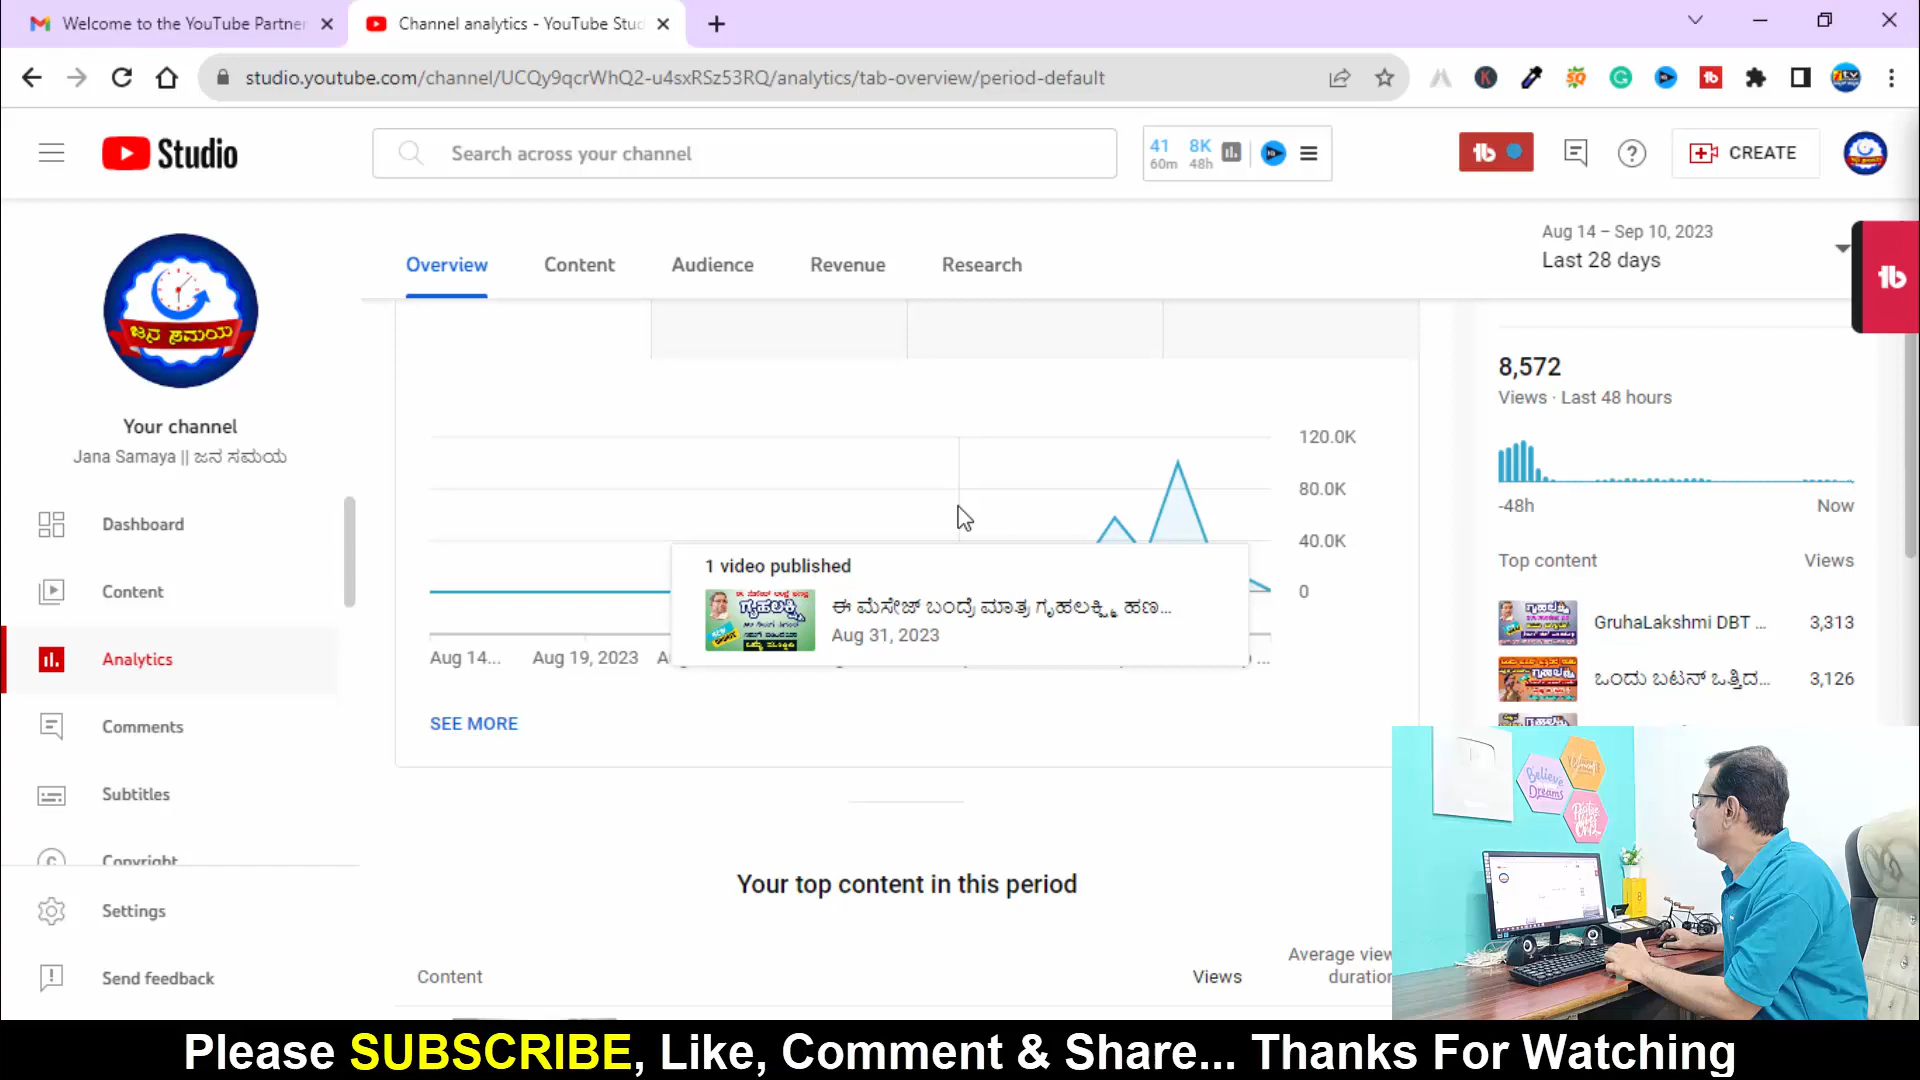 Welcome to the YouTube Partner
Channel analytics - YouTube Stud
studio.youtube.com/channel/UCQy9qcrWhQ2-u4sxRSz53RQ/analytics/tab-overview/period-default
Studio
Search across your channel
41 8K
60m 48h
CREATE
Aug 14 – Sep 10, 2023
Last 28 days
Overview Content Audience Revenue Research
ಜನ ಸಮಯ
Your channel
Jana Samaya || ಜನ ಸಮಯ
Dashboard
Content
Analytics
Comments
Subtitles
Copyright
Settings
Send feedback
120.0K
80.0K
40.0K
0
1 video published
ಈ ಮೆಸೇಜ್ ಬಂದ್ರೆ ಮಾತ್ರ ಗೃಹಲಕ್ಷ್ಮಿ ಹಣ...
Aug 31, 2023
ಗೃಹಲಕ್ಷ್ಮಿ
Aug 14... Aug 19, 2023
SEE MORE
Your top content in this period
Content Views Average view
duration
8,572
Views · Last 48 hours
-48h Now
Top content Views
GruhaLakshmi DBT ... 3,313
ಒಂದು ಬಟನ್ ಒತ್ತಿದ... 3,126
Believe
Dreams
Please SUBSCRIBE, Like, Comment & Share... Thanks For Watching